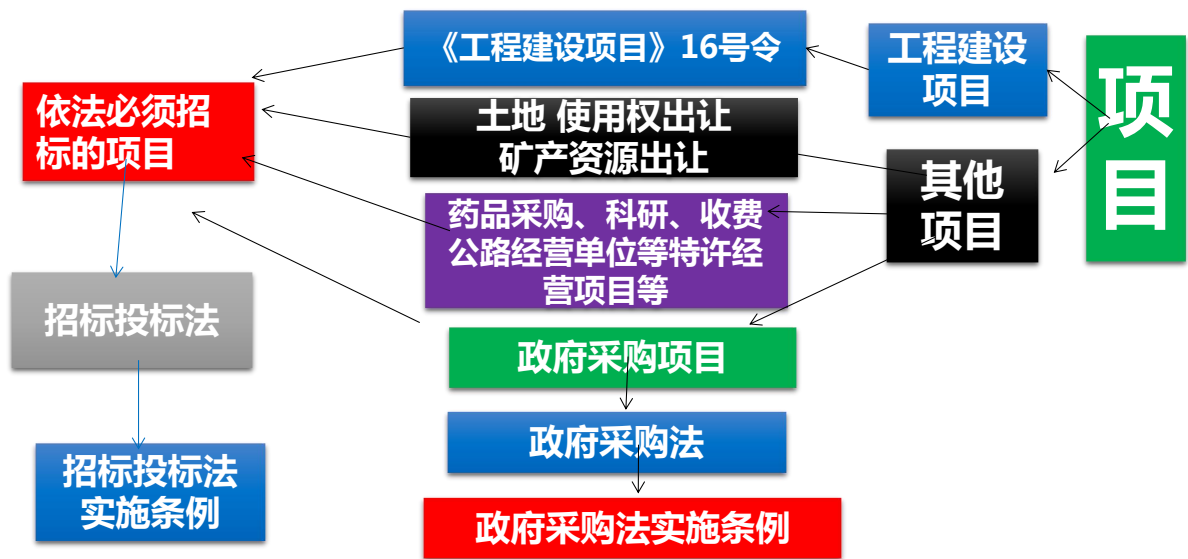 《工程建设项目》16号令
工程建设
项目
项
目
依法必须招
标的项目
土地 使用权出让
矿产资源出让
其他
项目
药品采购、科研、收费
公路经营单位等特许经
营项目等
招标投标法
政府采购项目
政府采购法
招标投标法
实施条例
政府采购法实施条例